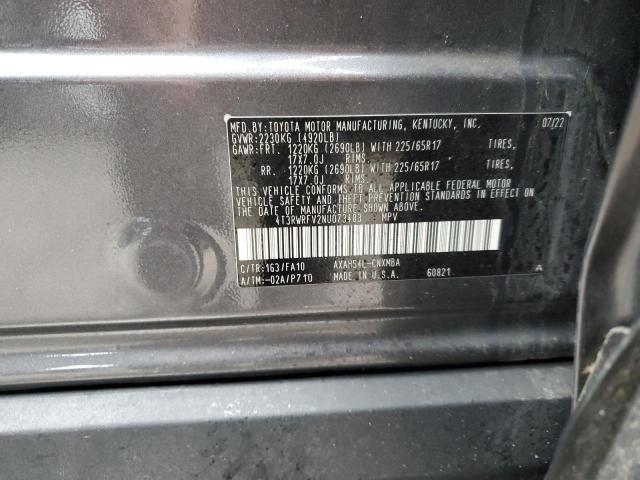 MFD.BY:TOYOTA MOTOR MANUFACTURING, KENTUCKY, INC. 07/22
GVWR:2230KG (4920LB)
GAWR:FRT. 1220KG (2690LB) WITH 225/65R17 TIRES,
17X7.0J RIMS
RR. 1220KG (2690LB) WITH 225/65R17 TIRES,
17X7.0J RIMS
THIS VEHICLE CONFORMS TO ALL APPLICABLE FEDERAL MOTOR
VEHICLE SAFETY AND THEFT PREVENTION STANDARDS IN EFFECT ON
THE DATE OF MANUFACTURE SHOWN ABOVE.
4T3RWRFV2NU073483 MPV
C/TR:1G3/FA10 AXAH54L-CNXMBA
A/TM:-02A/P710 MADE IN U.S.A. 60821 A